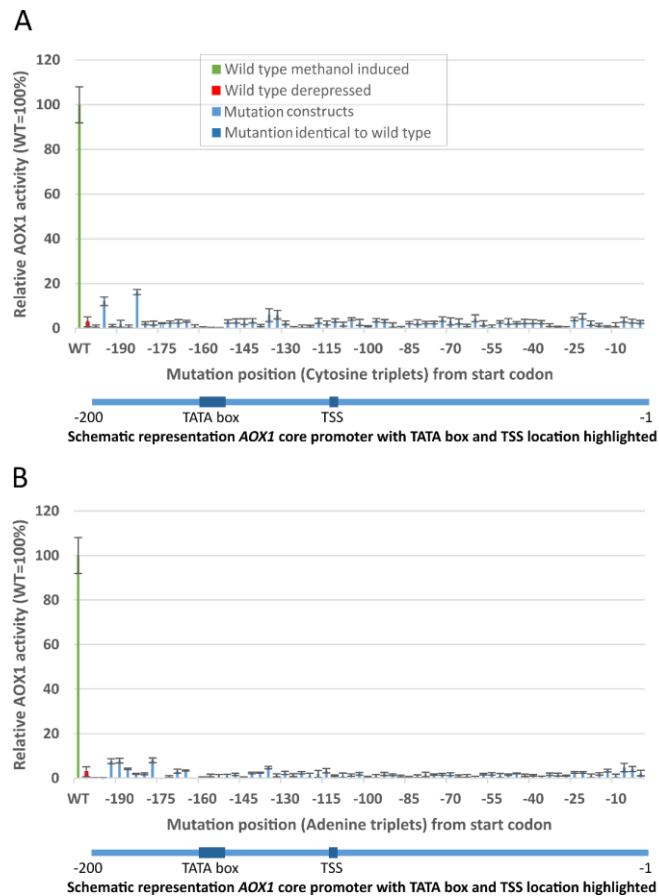 A
Relative AOX1 activity (WT=100%)
120
100
80
60
40
20
0
Wild type methanol induced
Wild type derepressed
Mutation constructs
Mutantion identical to wild type
WT -190 -175 -160 -145 -130 -115 -100 -85 -70 -55 -40 -25 -10
Mutation position (Cytosine triplets) from start codon
-200 TATA box TSS -1
Schematic representation AOX1 core promoter with TATA box and TSS location highlighted
B
Relative AOX1 activity (WT=100%)
120
100
80
60
40
20
0
WT -190 -175 -160 -145 -130 -115 -100 -85 -70 -55 -40 -25 -10
Mutation position (Adenine triplets) from start codon
-200 TATA box TSS -1
Schematic representation AOX1 core promoter with TATA box and TSS location highlighted